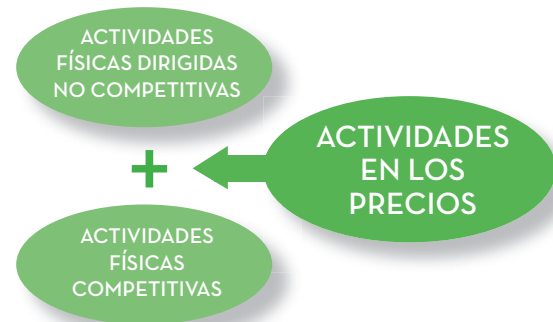 ACTIVIDADES
FÍSICAS DIRIGIDAS
NO COMPETITIVAS
+
ACTIVIDADES
FÍSICAS
COMPETITIVAS
ACTIVIDADES
EN LOS
PRECIOS